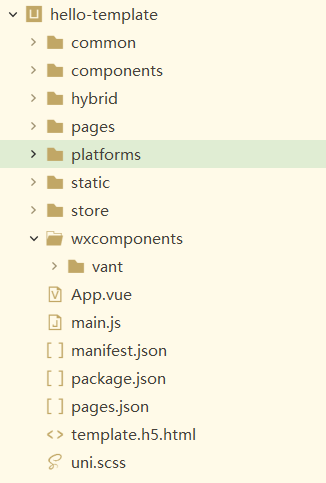 hello-template
common
components
hybrid
pages
platforms
static
store
wxcomponents
vant
App.vue
main.js
manifest.json
package.json
pages.json
template.h5.html
uni.scss